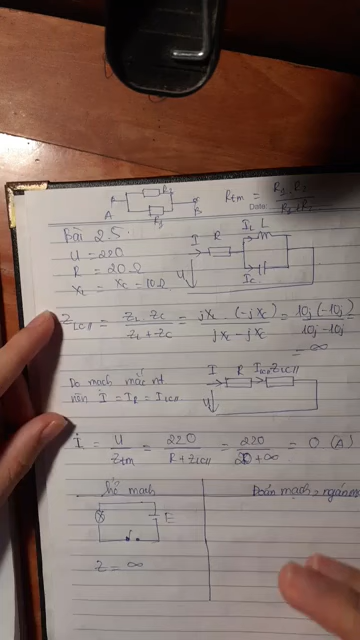 R₁
A
B
R₂
Rtm = R₁.R₂ / R₁+R₂
Date
Bài 2.5.
U = 220
R = 20 Ω
XL = XC = 10Ω
I R IL L
IC
U
ZLC// = ZL.ZC / ZL+ZC = jXL.(-jXC) / jXL-jXC = 10j(-10j) / 10j-10j
= ∞
Do mạch mắc nt
nên İ = IR = ILC//
I R ILC// ZLC//
U
İ = U / Ztm = 220 / R+ZLC// = 220 / 20+∞ = 0 (A)
hở mạch
Đoản mạch = ngắn m
E
Z = ∞